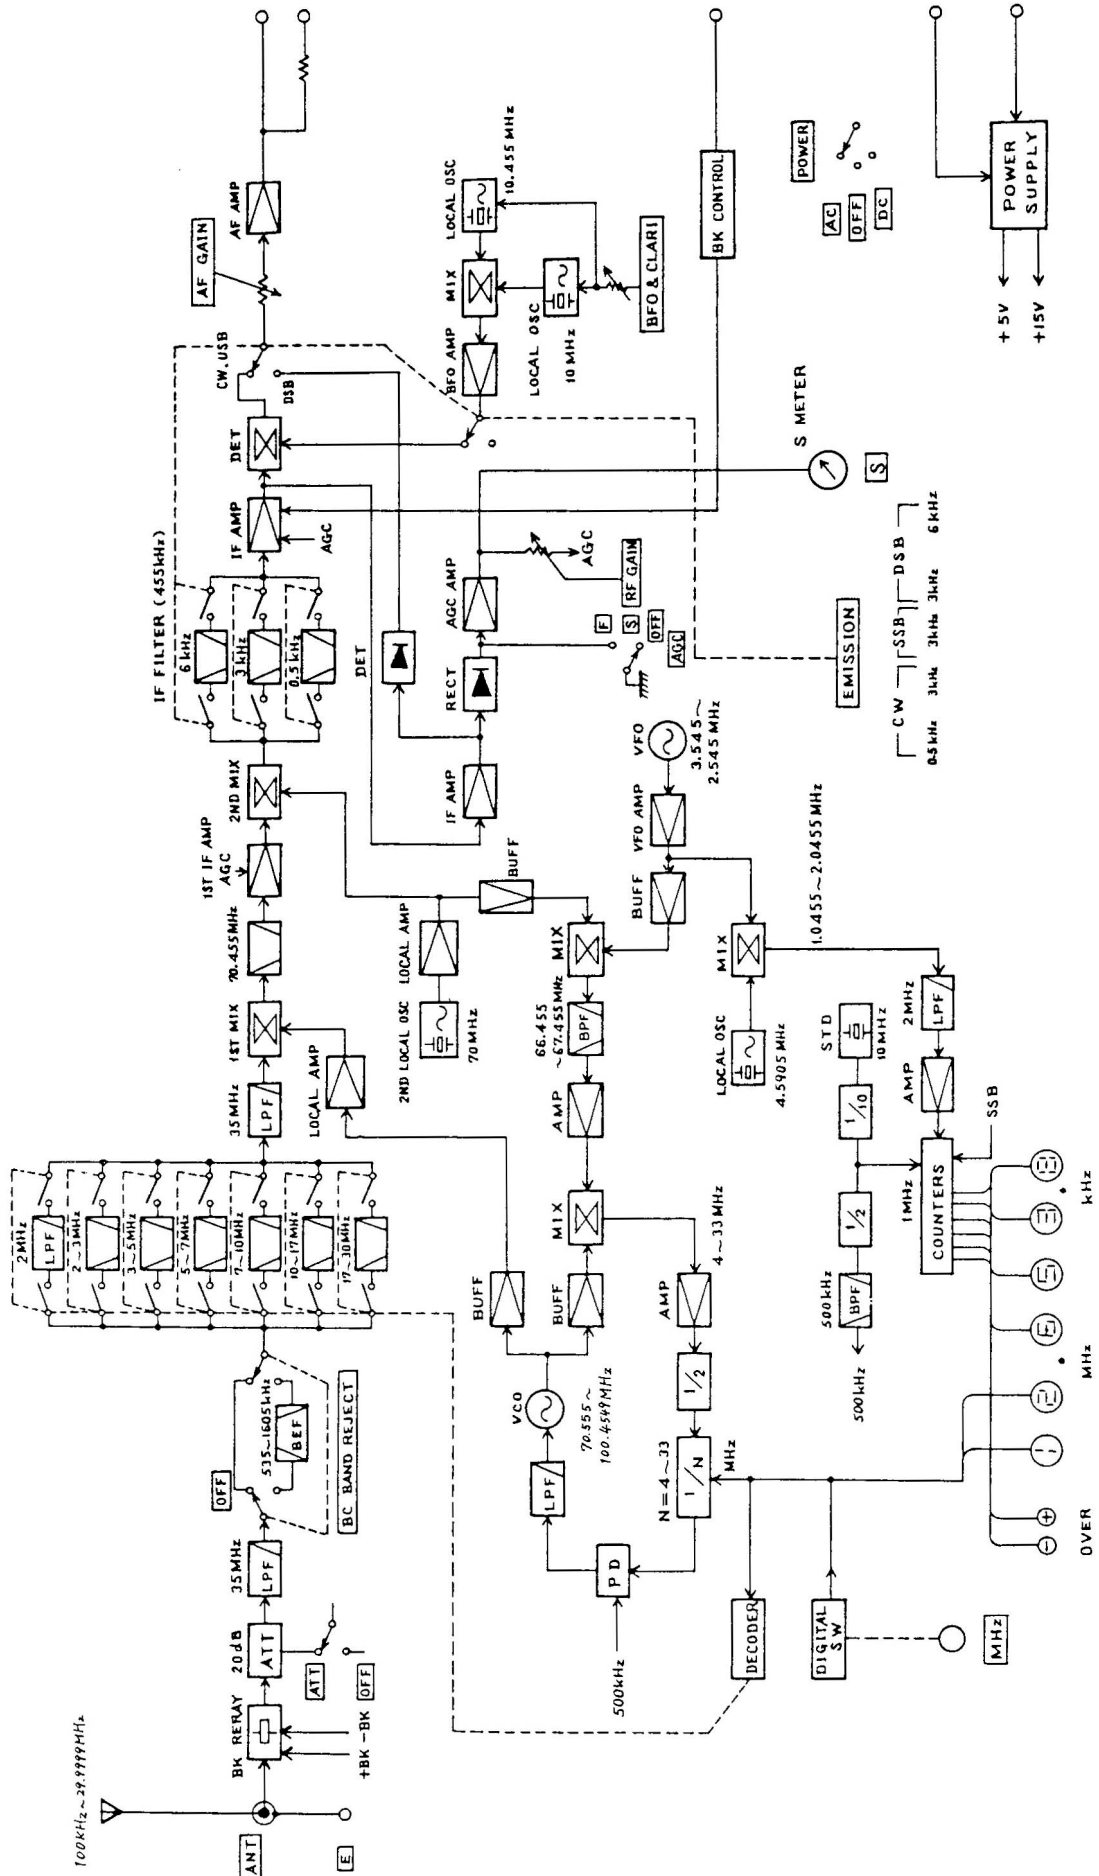 100kHz~29.9999MHz
ANT
E
BK RERAY
+BK -BK
20dB
ATT
ATT
OFF
35MHz
LPF
OFF
535~1605kHz
BEF
BC BAND REJECT
2MHz
LPF
2~3MHz
3~5MHz
5~7MHz
7~10MHz
10~17MHz
17~30MHz
35MHz
LPF
1ST MIX
LOCAL AMP
70.455MHz
1ST IF AMP
AGC
2ND MIX
IF FILTER (455kHz)
6kHz
3kHz
0.5kHz
IF AMP
AGC
DET
CW.USB
DSB
AF GAIN
AF AMP
2ND LOCAL OSC
70MHz
LOCAL AMP
BUFF
IF AMP
DET
RECT
AGC AMP
AGC
RF GAIN
F
S
OFF
AGC
BFO AMP
MIX
LOCAL OSC
10.455MHz
LOCAL OSC
10MHz
BFO & CLARI
BK CONTROL
S METER
S
POWER
AC
OFF
DC
POWER
SUPPLY
+5V
+15V
EMISSION
CW
SSB
DSB
0.5kHz
3kHz
3kHz
3kHz
6kHz
500kHz
PD
LPF
VCO
70.555~
100.4549MHz
BUFF
BUFF
MIX
AMP
66.455
~67.455MHz
BPF
MIX
BUFF
VFO AMP
VFO
3.545~
2.545MHz
4~33MHz
AMP
1/2
N=4~33
1/N
MHz
LOCAL OSC
4.5905MHz
MIX
1.0455~2.0455MHz
2MHz
LPF
AMP
STD
10MHz
1/10
1/2
1MHz
500kHz
BPF
500kHz
COUNTERS
SSB
DECODER
DIGITAL
SW
MHz
OVER
- +
MHz
kHz